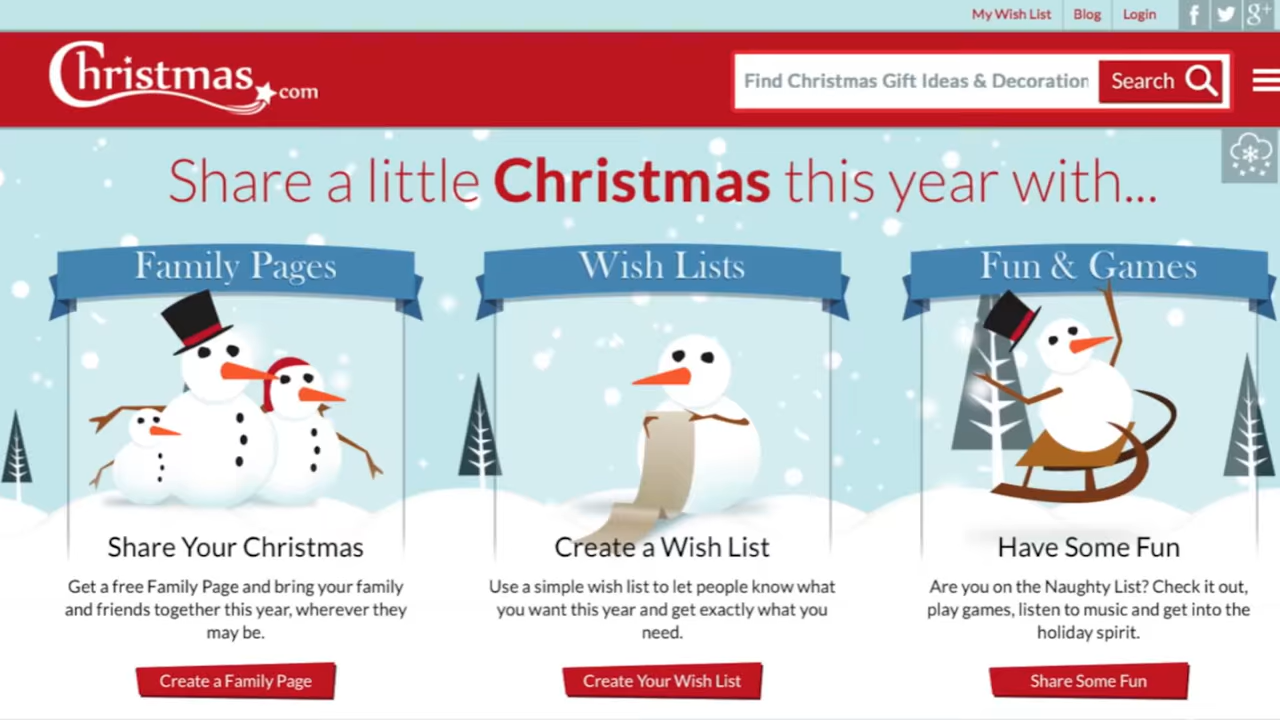 My Wish List Blog Login f g+
Christmas.com
Find Christmas Gift Ideas & Decoration Search
Share a little Christmas this year with...
Family Pages
Wish Lists
Fun & Games
Share Your Christmas
Get a free Family Page and bring your family
and friends together this year, wherever they
may be.
Create a Family Page
Create a Wish List
Use a simple wish list to let people know what
you want this year and get exactly what you
need.
Create Your Wish List
Have Some Fun
Are you on the Naughty List? Check it out,
play games, listen to music and get into the
holiday spirit.
Share Some Fun